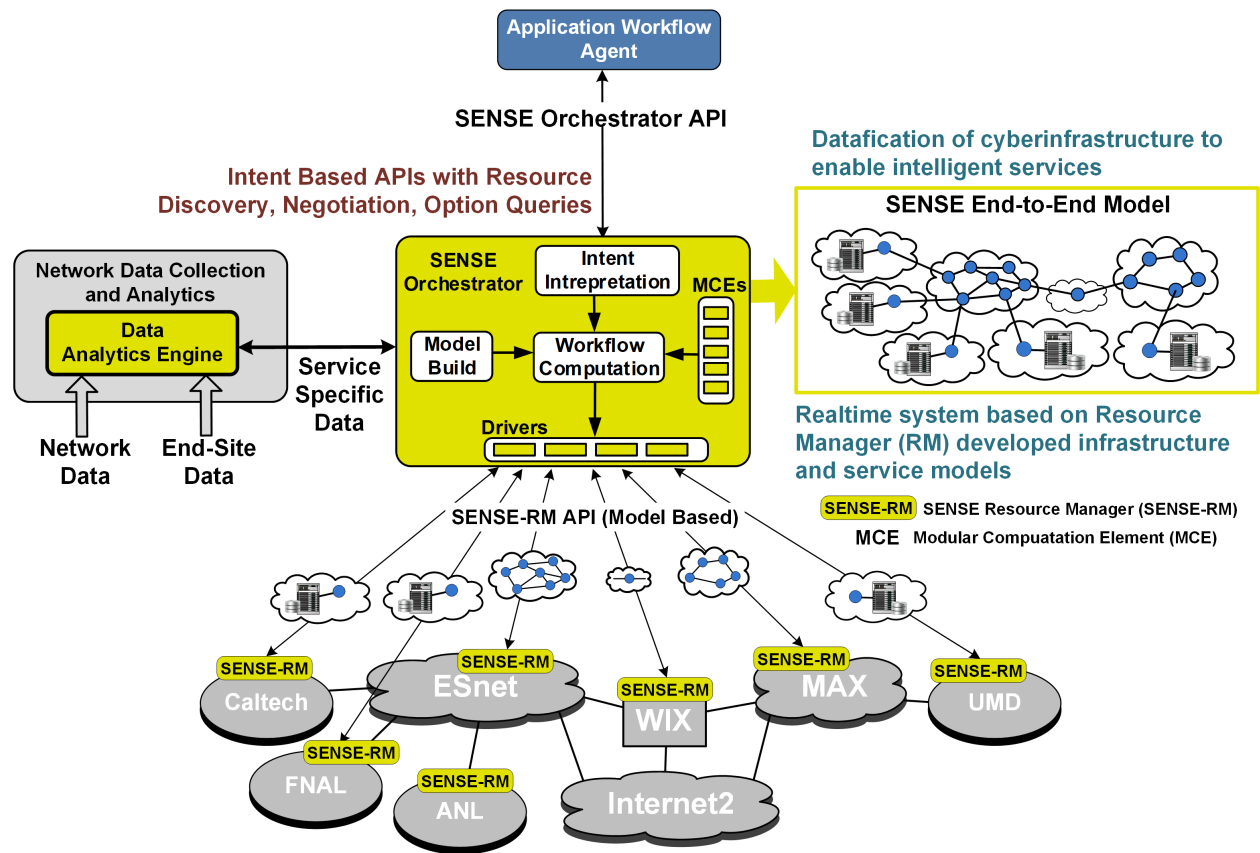 Application Workflow
Agent
SENSE Orchestrator API
Intent Based APIs with Resource
Discovery, Negotiation, Option Queries
Datafication of cyberinfrastructure to
enable intelligent services
SENSE End-to-End Model
Network Data Collection
and Analytics
Data
Analytics Engine
Network
Data
End-Site
Data
Service
Specific
Data
SENSE
Orchestrator
Intent
Intrepretation
MCEs
Model
Build
Workflow
Computation
Drivers
Realtime system based on Resource
Manager (RM) developed infrastructure
and service models
SENSE-RM SENSE Resource Manager (SENSE-RM)
MCE Modular Compuatation Element (MCE)
SENSE-RM API (Model Based)
SENSE-RM
Caltech
SENSE-RM
ESnet
SENSE-RM
WIX
SENSE-RM
MAX
SENSE-RM
UMD
SENSE-RM
FNAL
SENSE-RM
ANL
Internet2